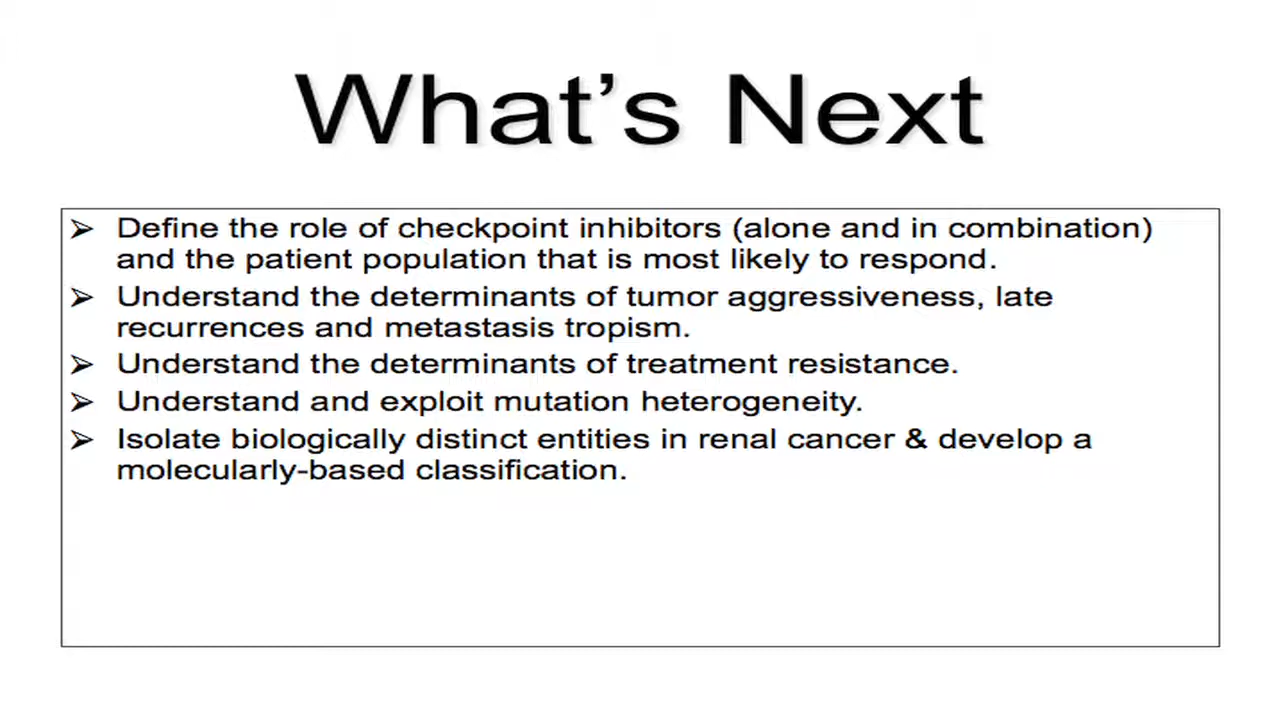 What’s Next
➢ Define the role of checkpoint inhibitors (alone and in combination)
and the patient population that is most likely to respond.
➢ Understand the determinants of tumor aggressiveness, late
recurrences and metastasis tropism.
➢ Understand the determinants of treatment resistance.
➢ Understand and exploit mutation heterogeneity.
➢ Isolate biologically distinct entities in renal cancer & develop a
molecularly-based classification.